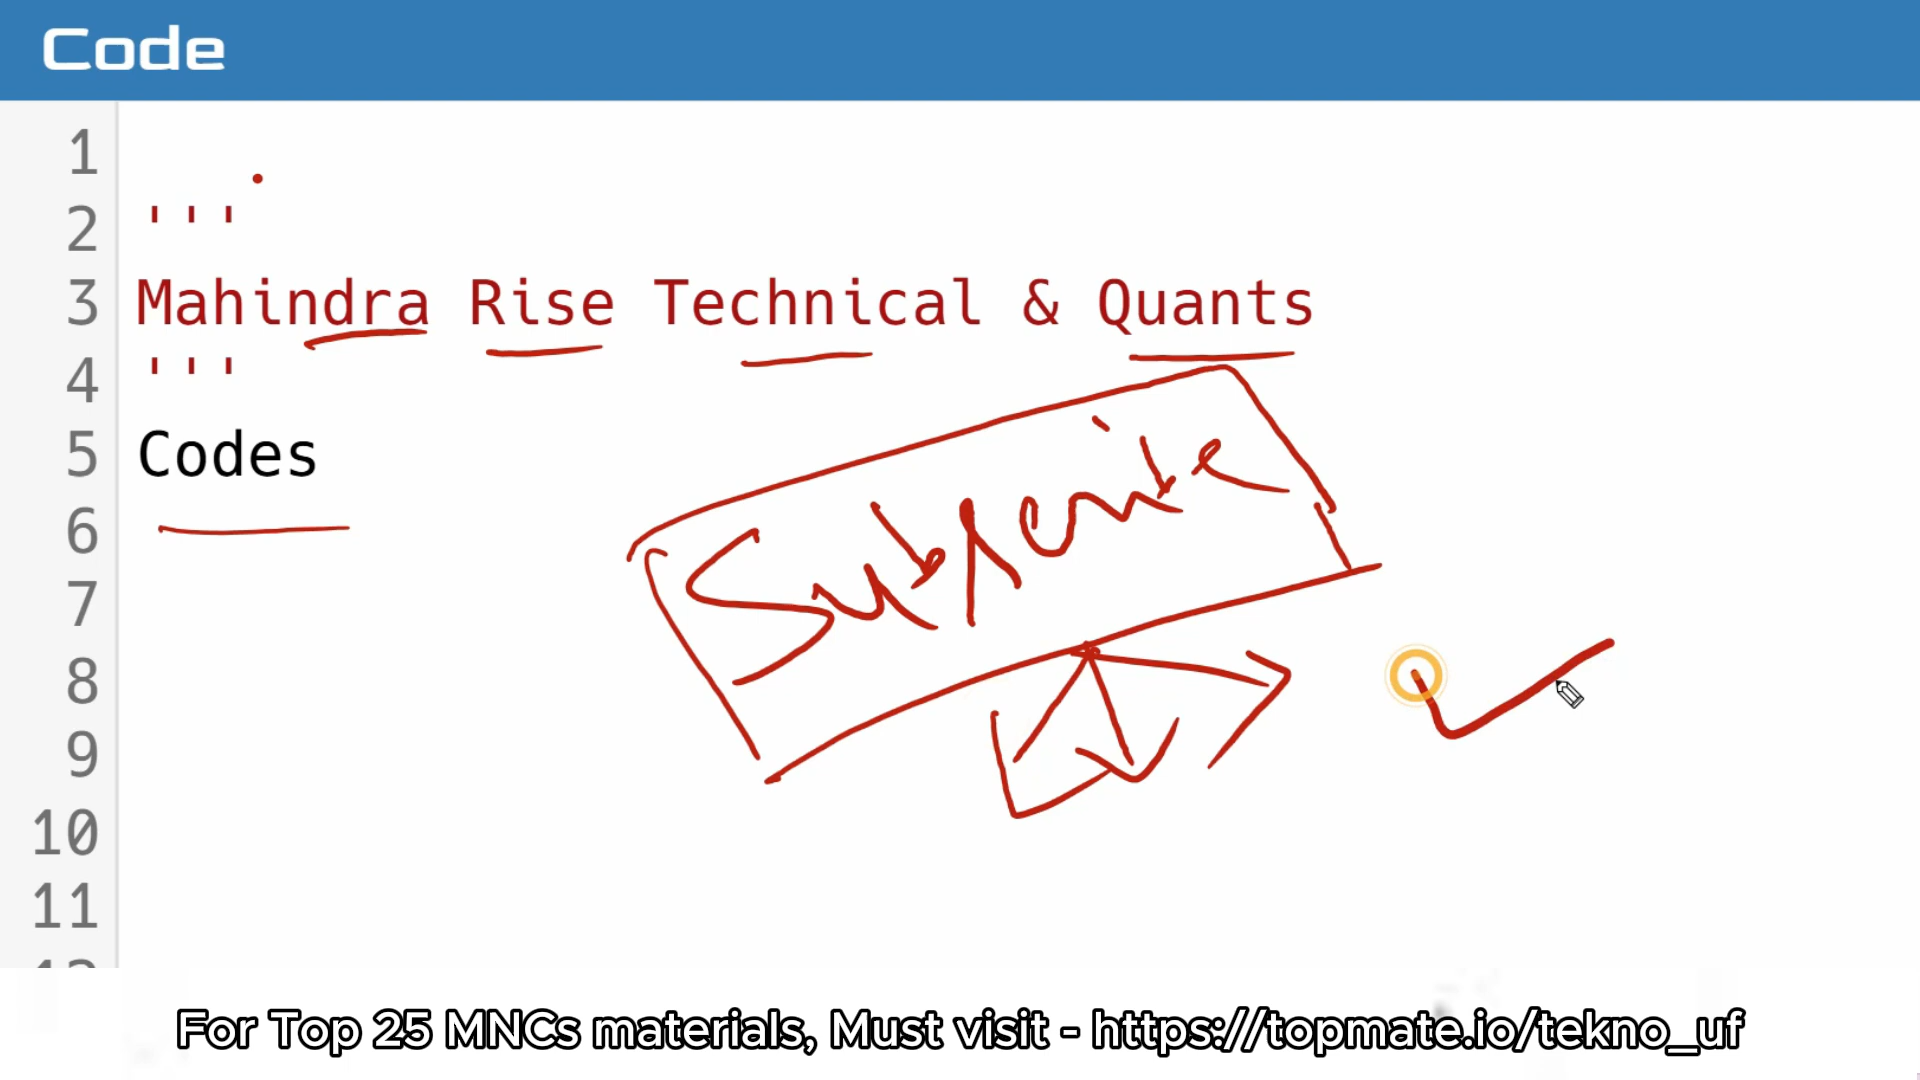 Code
1
2 '''
3 Mahindra Rise Technical & Quants
4 '''
5 Codes
6
7
8
9
10
11
12
Subscribe
For Top 25 MNCs materials, Must visit - https://topmate.io/tekno_uf